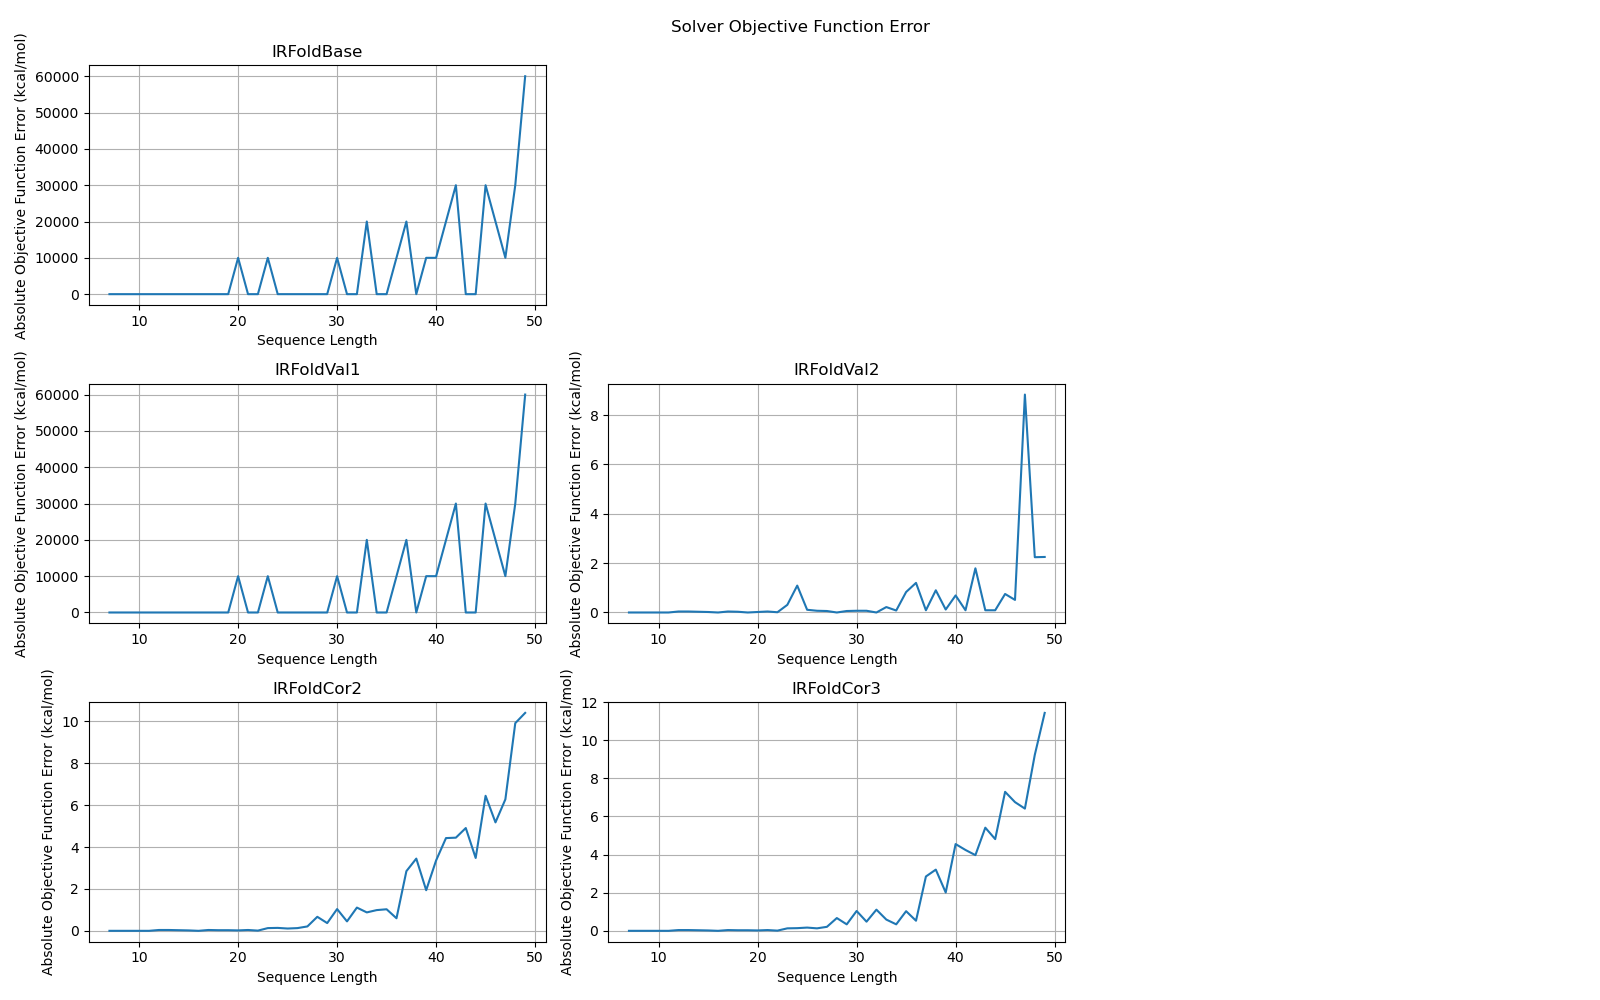 Solver Objective Function Error
IRFoldBase
Absolute Objective Function Error (kcal/mol)
60000
50000
40000
30000
20000
10000
0
10 20 30 40 50
Sequence Length
IRFoldVal1
Absolute Objective Function Error (kcal/mol)
60000
50000
40000
30000
20000
10000
0
10 20 30 40 50
Sequence Length
IRFoldVal2
Absolute Objective Function Error (kcal/mol)
8
6
4
2
0
10 20 30 40 50
Sequence Length
IRFoldCor2
Absolute Objective Function Error (kcal/mol)
10
8
6
4
2
0
10 20 30 40 50
Sequence Length
IRFoldCor3
Absolute Objective Function Error (kcal/mol)
12
10
8
6
4
2
0
10 20 30 40 50
Sequence Length